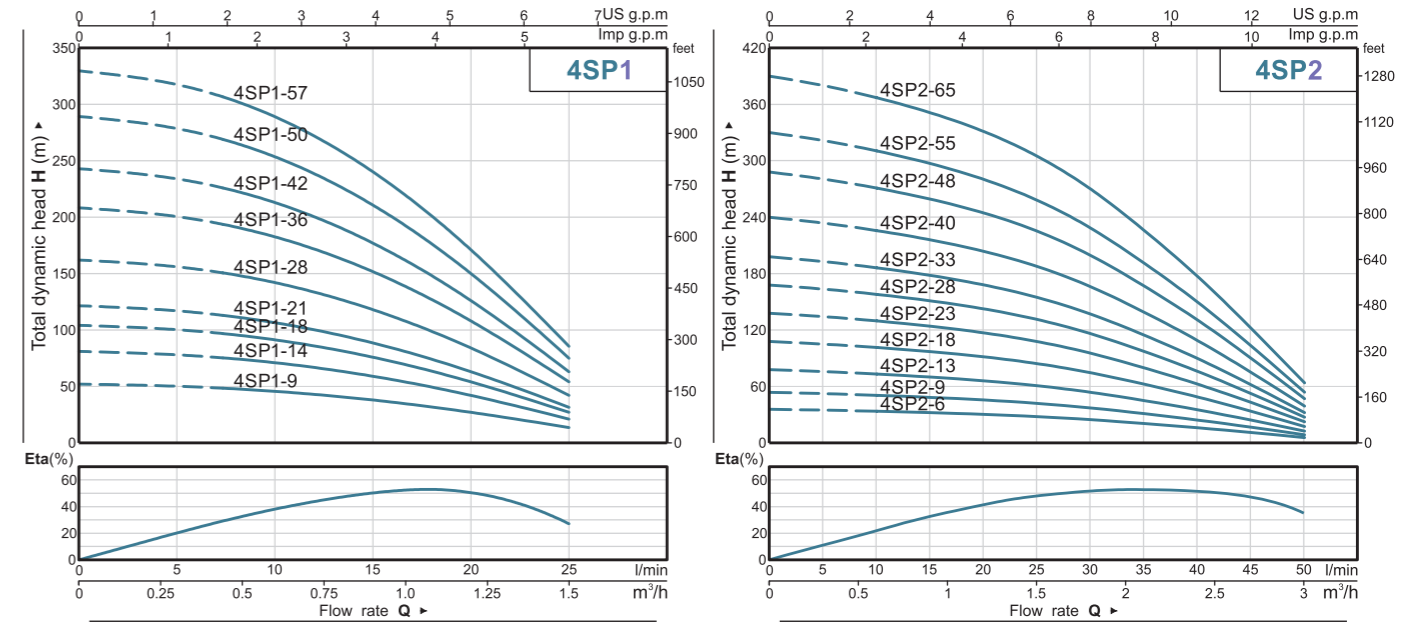 0 1 2 3 4 5 6 7 US g.p.m
0 1 2 3 4 5 Imp g.p.m
feet
4SP1
Total dynamic head H (m) ►
350
300
250
200
150
100
50
0
1050
900
750
600
450
300
150
0
4SP1-57
4SP1-50
4SP1-42
4SP1-36
4SP1-28
4SP1-21
4SP1-18
4SP1-14
4SP1-9
Eta(%)
60
40
20
0
0 5 10 15 20 25 l/min
0 0.25 0.5 0.75 1.0 1.25 1.5 m³/h
Flow rate Q ►
0 2 4 6 8 10 12 US g.p.m
0 2 4 6 8 10 Imp g.p.m
feet
4SP2
Total dynamic head H (m) ►
420
360
300
240
180
120
60
0
1280
1120
960
800
640
480
320
160
0
4SP2-65
4SP2-55
4SP2-48
4SP2-40
4SP2-33
4SP2-28
4SP2-23
4SP2-18
4SP2-13
4SP2-9
4SP2-6
Eta(%)
60
40
20
0
0 5 10 15 20 25 30 35 40 45 50 l/min
0 0.5 1 1.5 2 2.5 3 m³/h
Flow rate Q ►